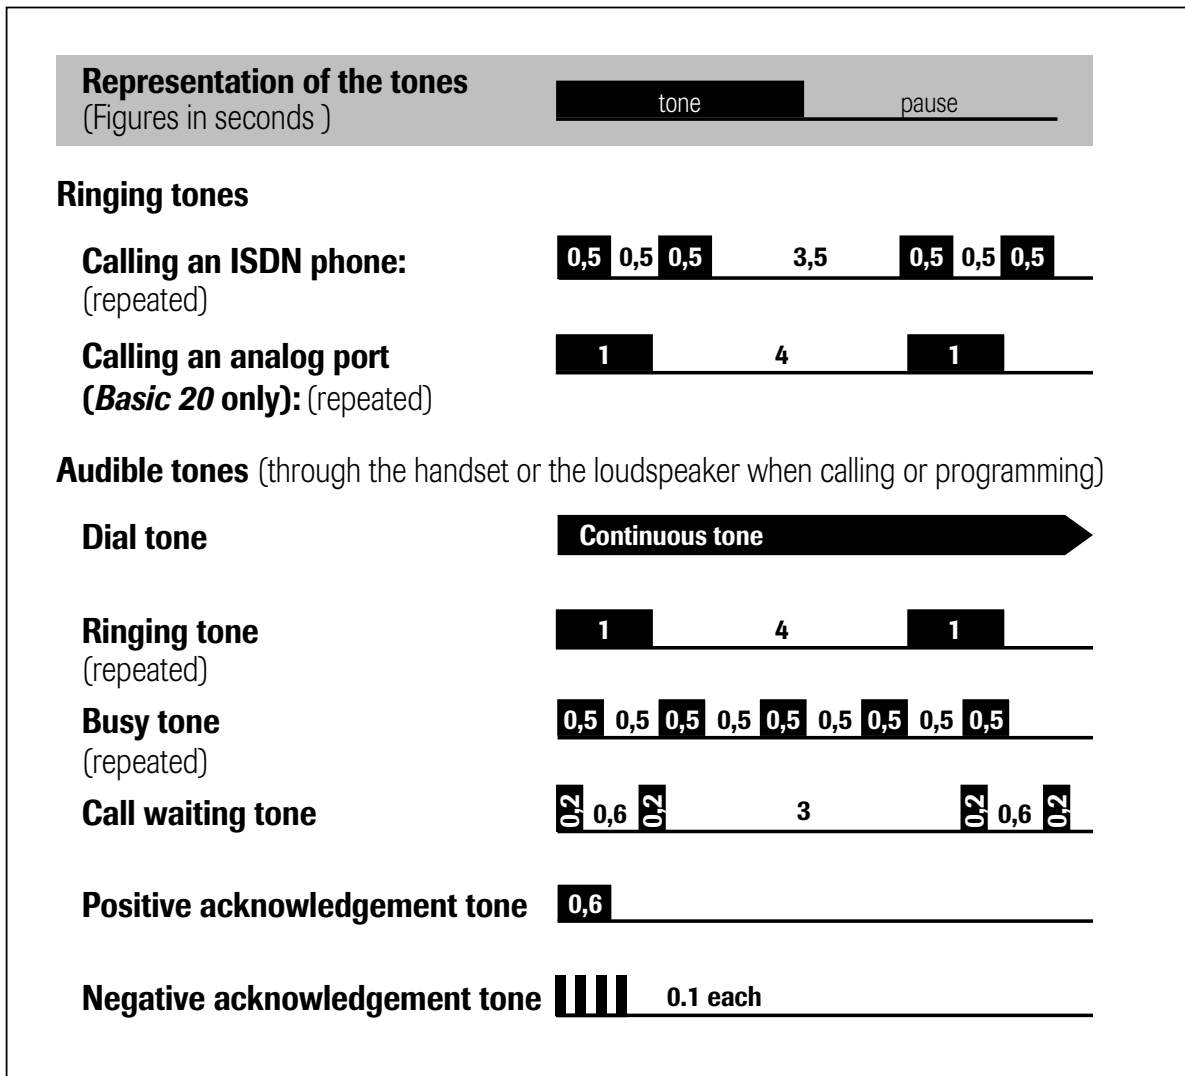 Representation of the tones
(Figures in seconds )
tone pause
Ringing tones
Calling an ISDN phone:
(repeated)
0,5 0,5 0,5 3,5 0,5 0,5 0,5
Calling an analog port
(Basic 20 only): (repeated)
1 4 1
Audible tones (through the handset or the loudspeaker when calling or programming)
Dial tone
Continuous tone
Ringing tone
(repeated)
1 4 1
Busy tone
(repeated)
0,5 0,5 0,5 0,5 0,5 0,5 0,5 0,5 0,5
Call waiting tone
0,2 0,6 0,2 3 0,2 0,6 0,2
Positive acknowledgement tone
0,6
Negative acknowledgement tone
0.1 each